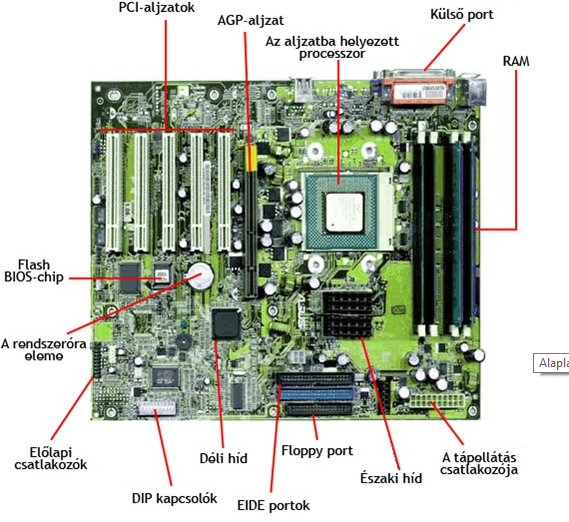 PCI-aljzatok
AGP-aljzat
Külső port
Az aljzatba helyezett
processzor
RAM
Flash
BIOS-chip
A rendszeróra
eleme
Alapla
Előlapi
csatlakozók
DIP kapcsolók
Déli híd
EIDE portok
Floppy port
Északi híd
A tápellátás
csatlakozója